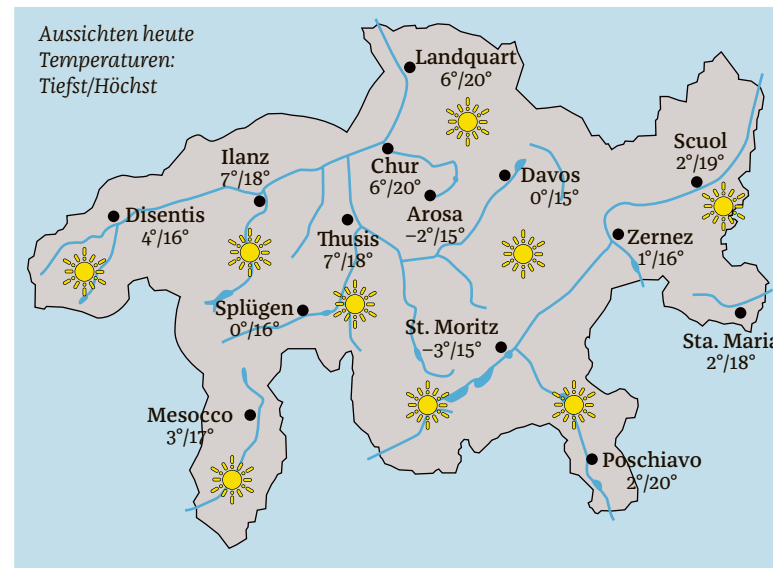 Aussichten heute
Temperaturen:
Tiefst/Höchst
Landquart
6°/20°
Scuol
2°/19°
Ilanz
7°/18°
Chur
6°/20°
Davos
0°/15°
Arosa
–2°/15°
Disentis
4°/16°
Thusis
7°/18°
Zernez
1°/16°
Splügen
0°/16°
St. Moritz
–3°/15°
Sta. Maria
2°/18°
Mesocco
3°/17°
Poschiavo
2°/20°